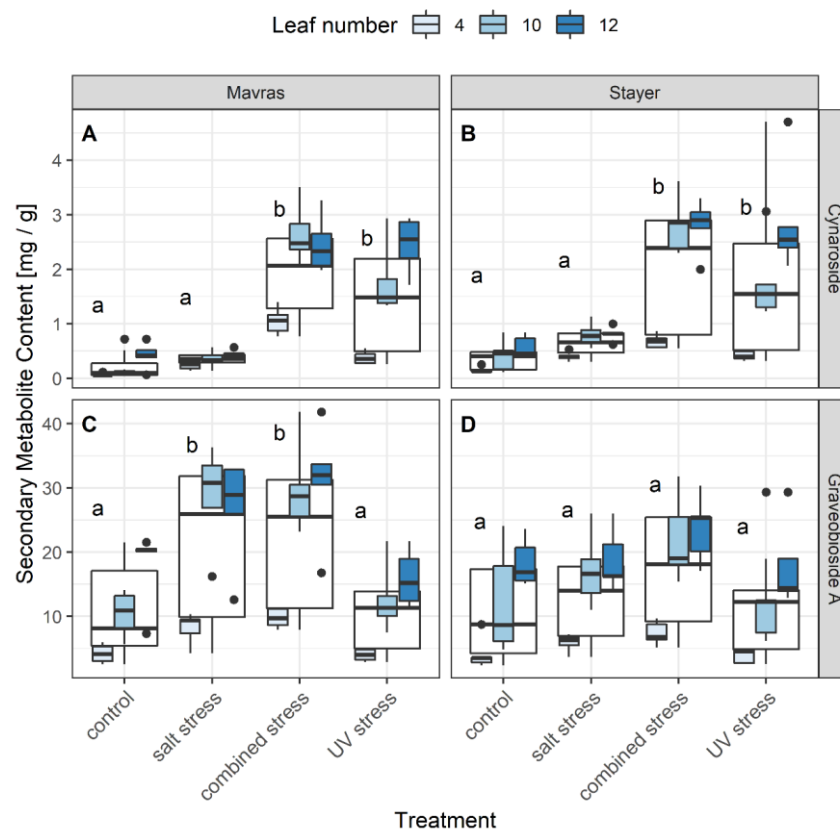 Leaf number 4 10 12
Mavras Stayer
A B
4
3
2
1
0
b b b b
a a a a
Cynaroside
Secondary Metabolite Content [mg / g]
C D
40
30
20
10
a b b a
a a a a
Graveobioside A
control salt stress combined stress UV stress
control salt stress combined stress UV stress
Treatment